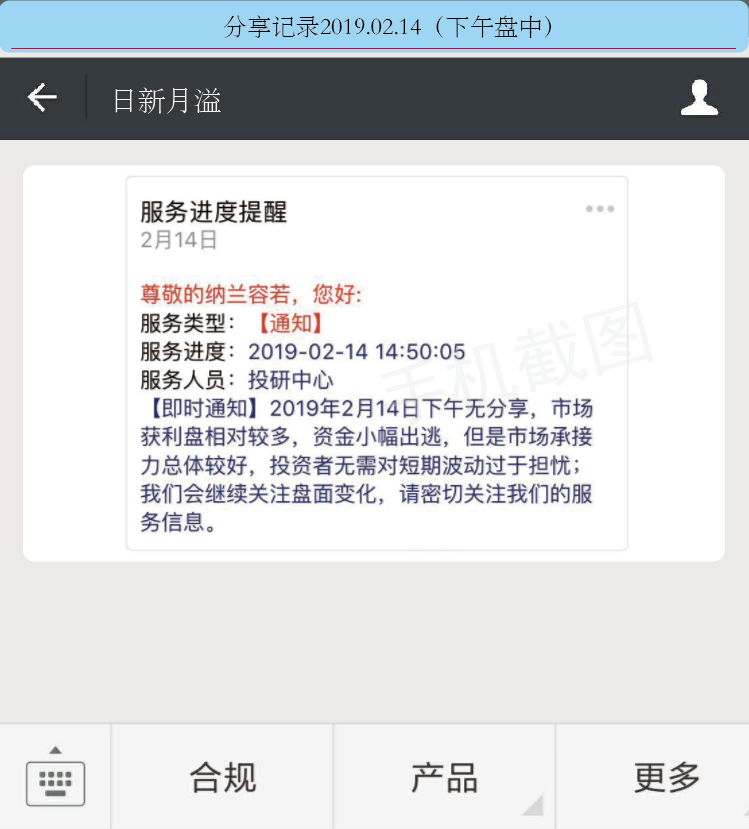 分享记录2019.02.14（下午盘中）
日新月溢
服务进度提醒
2月14日
尊敬的纳兰容若，您好:
服务类型：【通知】
服务进度：2019-02-14 14:50:05
服务人员：投研中心
【即时通知】2019年2月14日下午无分享，市场
获利盘相对较多，资金小幅出逃，但是市场承接
力总体较好，投资者无需对短期波动过于担忧；
我们会继续关注盘面变化，请密切关注我们的服
务信息。
手机截图
合规
产品
更多